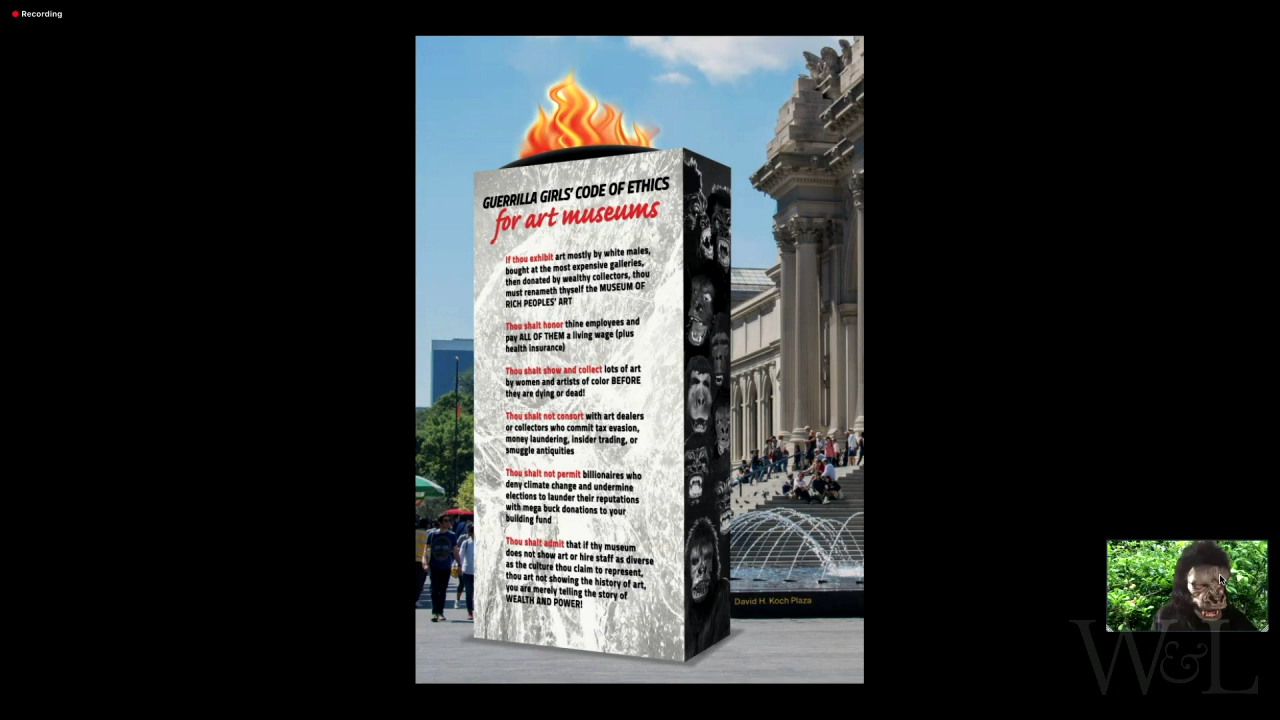 Recording
GUERRILLA GIRLS' CODE OF ETHICS
for art museums
If thou exhibit art mostly by white males,
bought at the most expensive galleries,
then donated by wealthy collectors, thou
must renameth thyself the MUSEUM OF
RICH PEOPLES' ART
Thou shalt honor thine employees and
pay ALL OF THEM a living wage (plus
health insurance)
Thou shalt show and collect lots of art
by women and artists of color BEFORE
they are dying or dead!
Thou shalt not consort with art dealers
or collectors who commit tax evasion,
money laundering, insider trading, or
smuggle antiquities
Thou shalt not permit billionaires who
deny climate change and undermine
elections to launder their reputations
with mega buck donations to your
building fund
Thou shalt admit that if thy museum
does not show art or hire staff as diverse
as the culture thou claim to represent,
thou art not showing the history of art,
you are merely telling the story of
WEALTH AND POWER!
David H. Koch Plaza
W&L